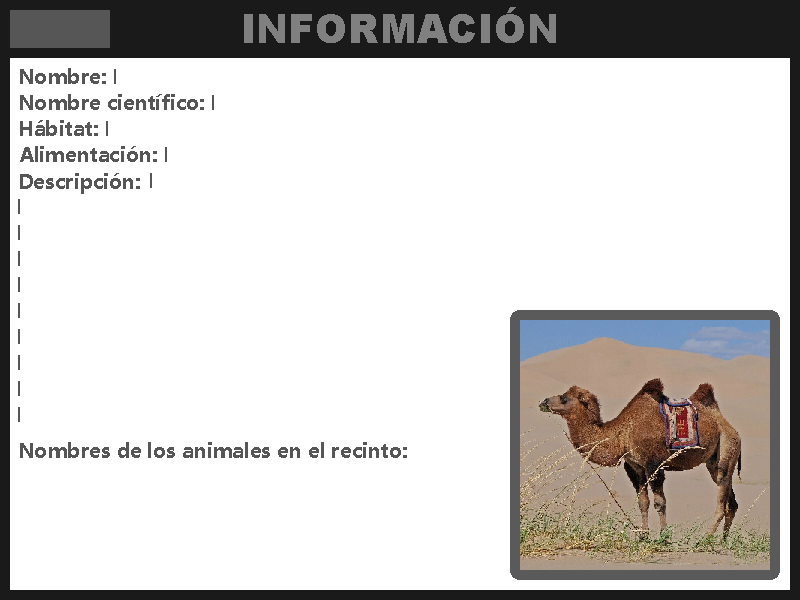 INFORMACIÓN
Nombre: |
Nombre científico: |
Hábitat: |
Alimentación: |
Descripción: |
|
|
|
|
|
|
|
|
|
Nombres de los animales en el recinto: